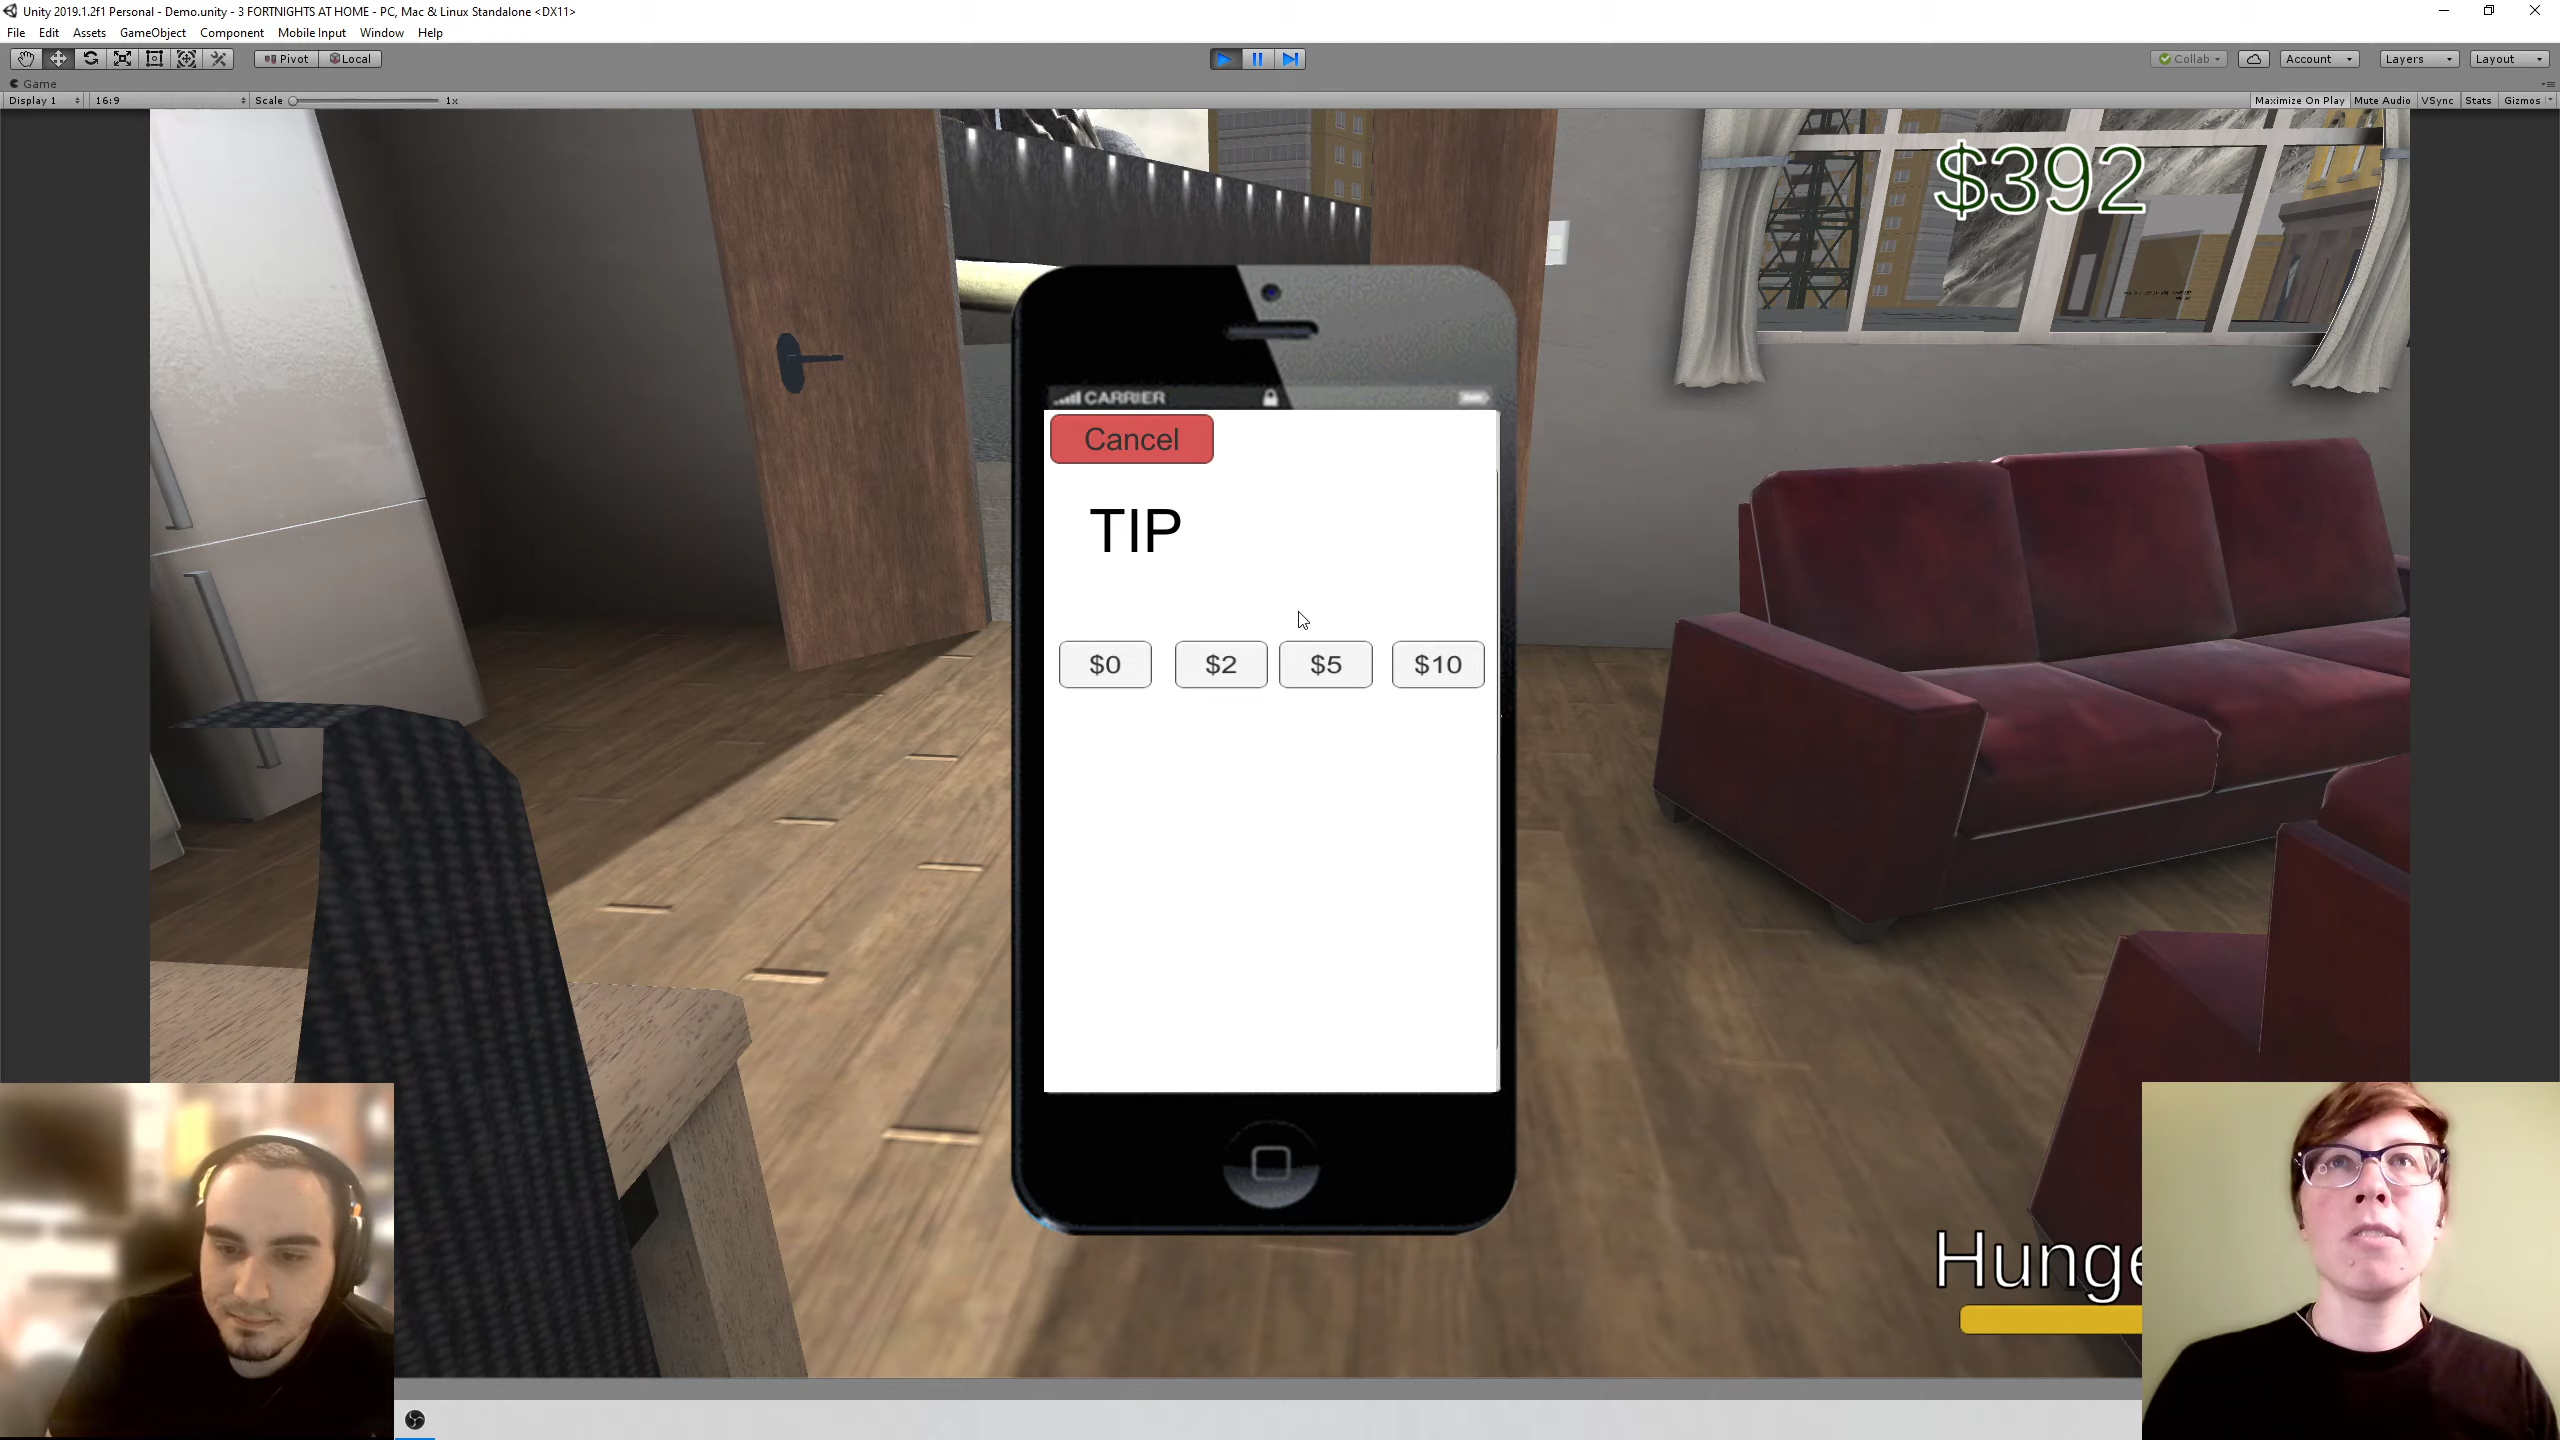 Unity 2019.1.2f1 Personal - Demo.unity - 3 FORTNIGHTS AT HOME - PC, Mac & Linux Standalone <DX11>
File Edit Assets GameObject Component Mobile Input Window Help
Pivot Local Collab Account Layers Layout
Game
Display 1 16:9 Scale 1x Maximize On Play Mute Audio VSync Stats Gizmos
$392
CARRIER
Cancel
TIP
$0 $2 $5 $10
Hunge